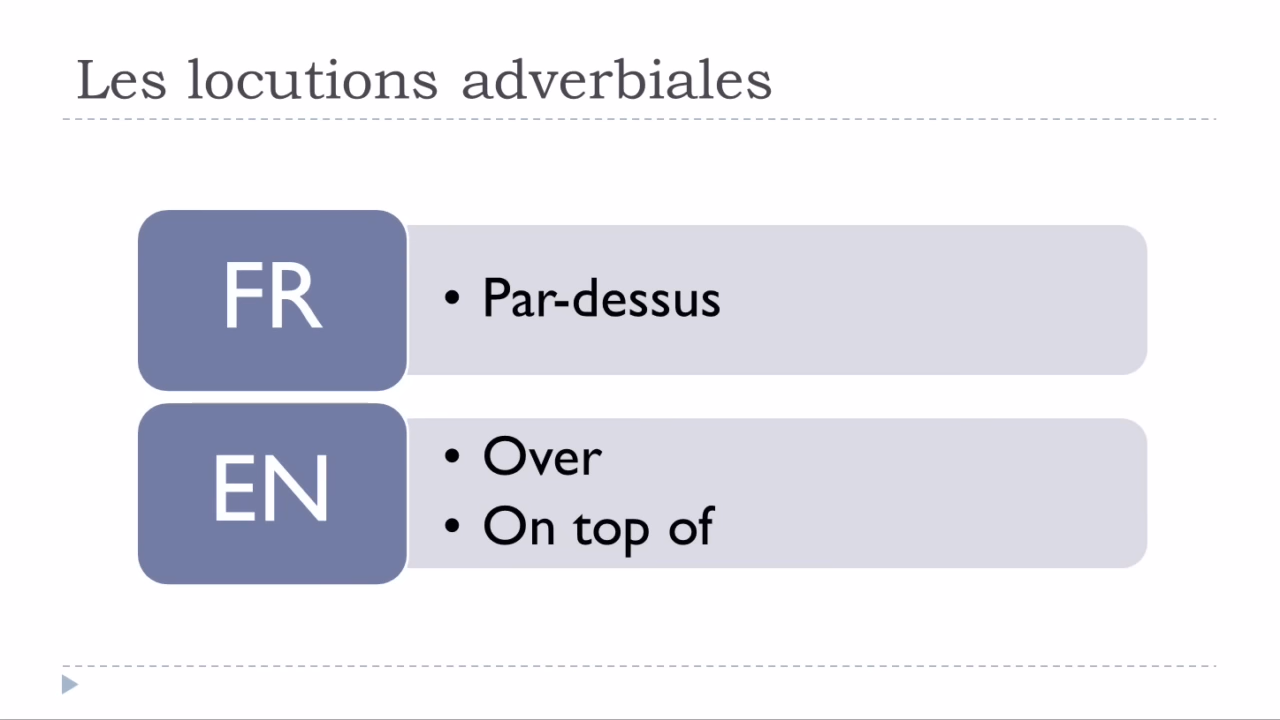 Les locutions adverbiales
FR
• Par-dessus
EN
• Over
• On top of